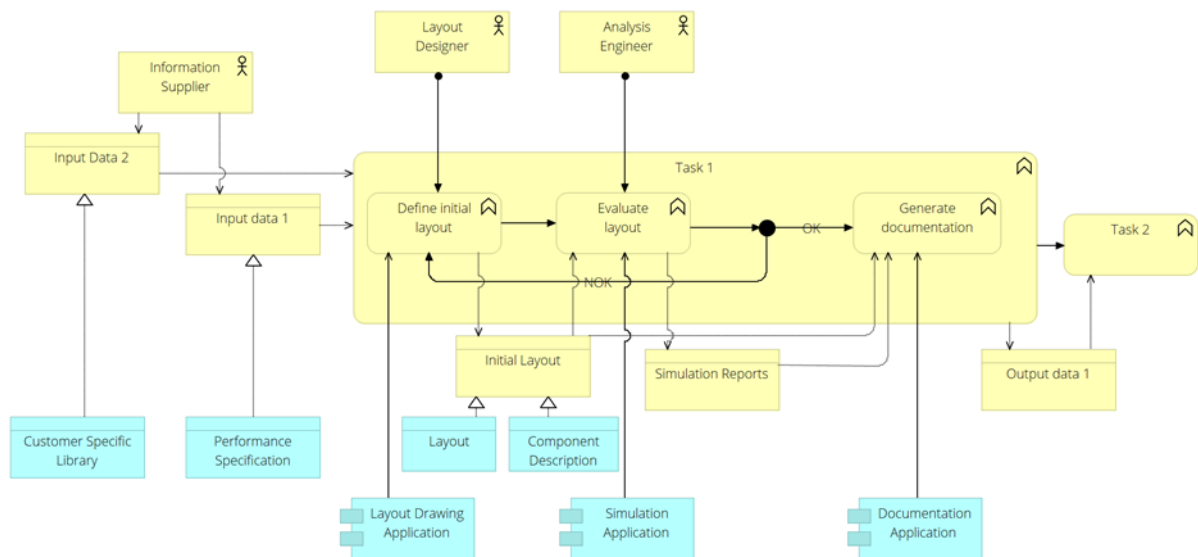 Layout
Designer
Analysis
Engineer
Information
Supplier
Input Data 2
Task 1
Input data 1
Define initial
layout
Evaluate
layout
OK
Generate
documentation
Task 2
NOK
Initial Layout
Simulation Reports
Output data 1
Customer Specific
Library
Performance
Specification
Layout
Component
Description
Layout Drawing
Application
Simulation
Application
Documentation
Application